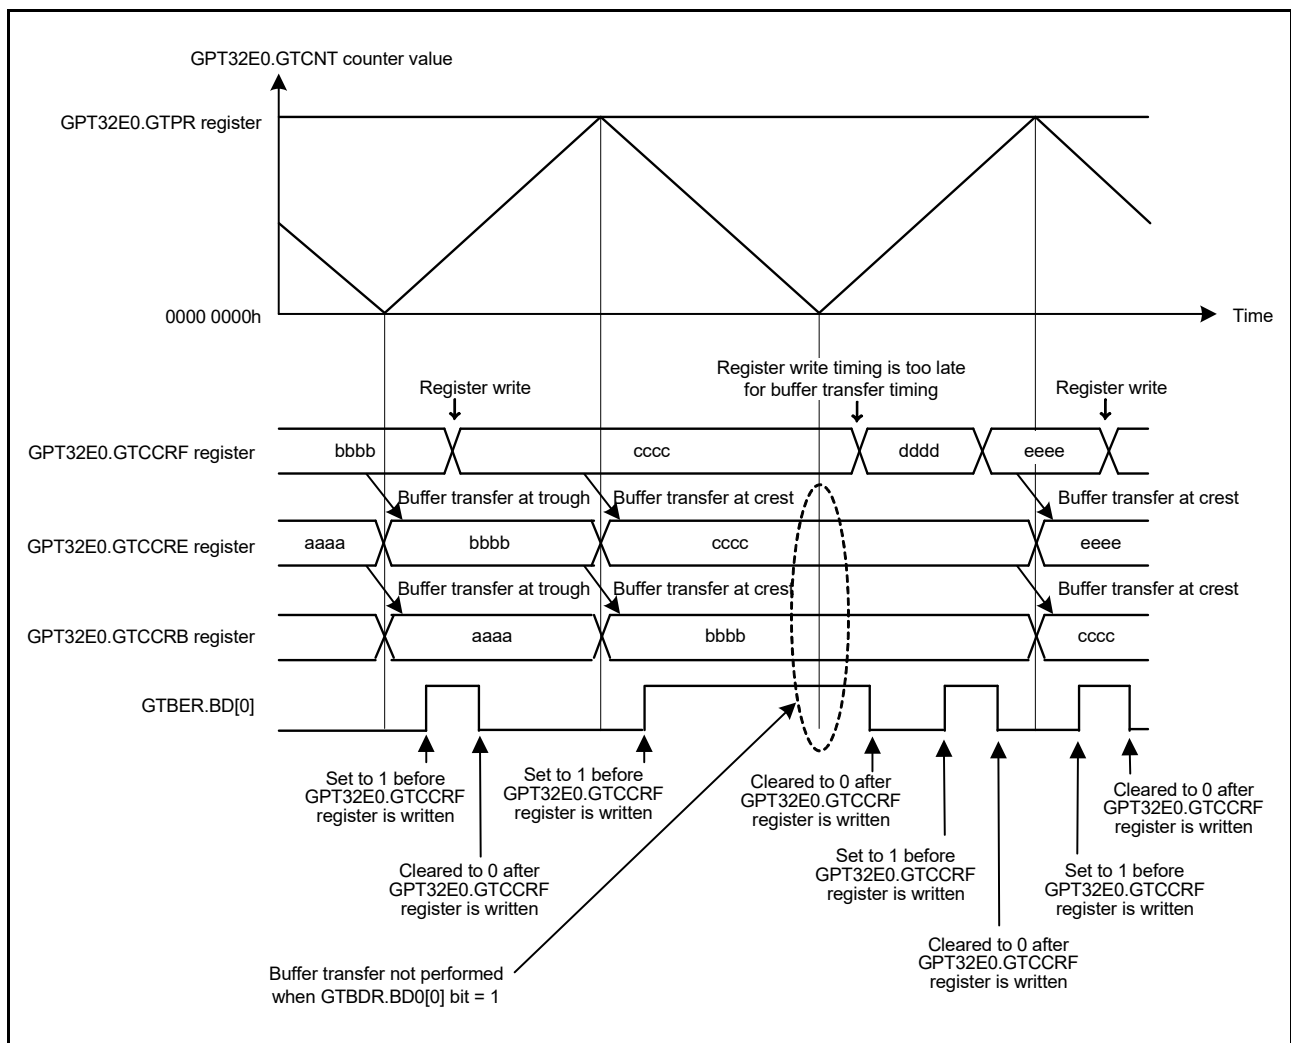 GPT32E0.GTCNT counter value
GPT32E0.GTPR register
0000 0000h
Time
Register write timing is too late
for buffer transfer timing
Register write
Register write
GPT32E0.GTCCRF register
bbbb
cccc
dddd
eeee
Buffer transfer at trough
Buffer transfer at crest
Buffer transfer at crest
GPT32E0.GTCCRE register
aaaa
bbbb
cccc
eeee
Buffer transfer at trough
Buffer transfer at crest
Buffer transfer at crest
GPT32E0.GTCCRB register
aaaa
bbbb
cccc
GTBER.BD[0]
Set to 1 before
GPT32E0.GTCCRF
register is written
Set to 1 before
GPT32E0.GTCCRF
register is written
Cleared to 0 after
GPT32E0.GTCCRF
register is written
Cleared to 0 after
GPT32E0.GTCCRF
register is written
Cleared to 0 after
GPT32E0.GTCCRF
register is written
Set to 1 before
GPT32E0.GTCCRF
register is written
Set to 1 before
GPT32E0.GTCCRF
register is written
Cleared to 0 after
GPT32E0.GTCCRF
register is written
Buffer transfer not performed
when GTBDR.BD0[0] bit = 1